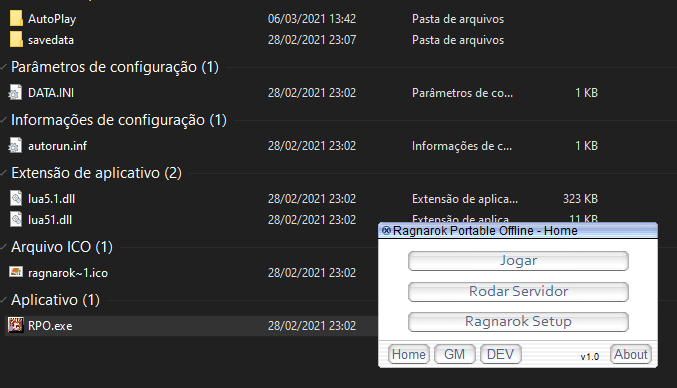 AutoPlay 06/03/2021 13:42 Pasta de arquivos
savedata 28/02/2021 23:07 Pasta de arquivos
Parâmetros de configuração (1)
DATA.INI 28/02/2021 23:02 Parâmetros de co... 1 KB
Informações de configuração (1)
autorun.inf 28/02/2021 23:02 Informações de c... 1 KB
Extensão de aplicativo (2)
lua5.1.dll 28/02/2021 23:02 Extensão de aplica... 323 KB
lua51.dll 28/02/2021 23:02 Extensão de aplica... 11 KB
Arquivo ICO (1)
ragnarok~1.ico 28/02/2021 23:02
Aplicativo (1)
RPO.exe 28/02/2021 23:02
Ragnarok Portable Offline - Home
Jogar
Rodar Servidor
Ragnarok Setup
Home GM DEV v1.0 About